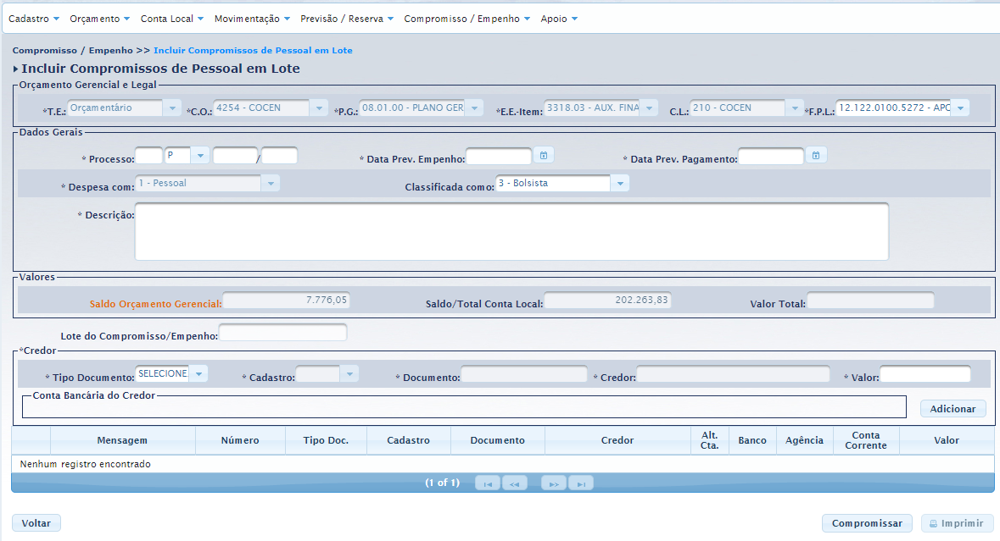 Cadastro Orçamento Conta Local Movimentação Previsão / Reserva Compromisso / Empenho Apoio
Compromisso / Empenho >> Incluir Compromissos de Pessoal em Lote
Incluir Compromissos de Pessoal em Lote
Orçamento Gerencial e Legal
*T.E.: Orçamentário *C.O.: 4254 - COCEN *P.G.: 08.01.00 - PLANO GER *E.E.-Item: 3318.03 - AUX. FINA C.L.: 210 - COCEN *F.P.L.: 12.122.0100.5272 - APO
Dados Gerais
* Processo: P / * Data Prev. Empenho: * Data Prev. Pagamento:
* Despesa com: 1 - Pessoal Classificada como: 3 - Bolsista
* Descrição:
Valores
Saldo Orçamento Gerencial: 7.776,05 Saldo/Total Conta Local: 202.263,83 Valor Total:
Lote do Compromisso/Empenho:
*Credor
* Tipo Documento: SELECIONE. * Cadastro: * Documento: * Credor: * Valor:
Conta Bancária do Credor
Adicionar
Mensagem Número Tipo Doc. Cadastro Documento Credor Alt. Cta. Banco Agência Conta Corrente Valor
Nenhum registro encontrado
(1 of 1)
Voltar Compromissar Imprimir